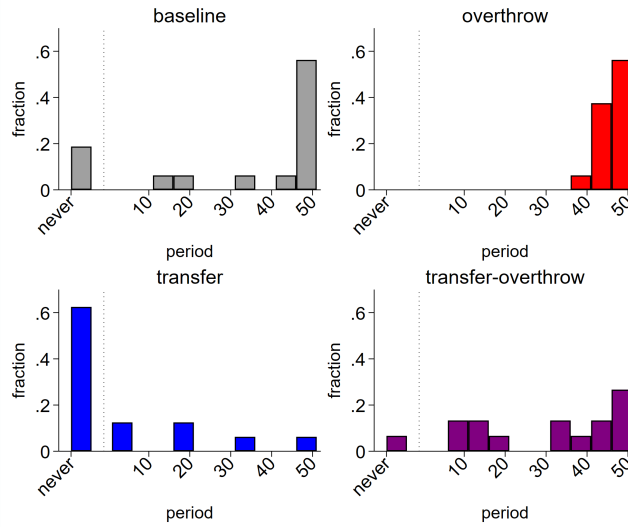 baseline
fraction
.6
.4
.2
0
never
10
20
30
40
50
period
overthrow
fraction
.6
.4
.2
0
never
10
20
30
40
50
period
transfer
fraction
.6
.4
.2
0
never
10
20
30
40
50
period
transfer-overthrow
fraction
.6
.4
.2
0
never
10
20
30
40
50
period